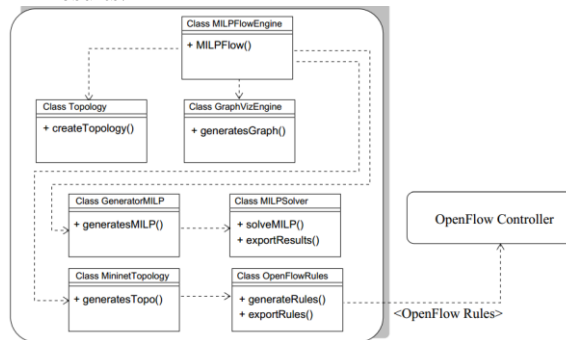 Class MILPFlowEngine
+ MILPFlow()
Class Topology
+ createTopology()
Class GraphVizEngine
+ generatesGraph()
Class GeneratorMILP
+ generatesMILP()
Class MILPSolver
+ solveMILP()
+ exportResults()
OpenFlow Controller
Class MininetTopology
+ generatesTopo()
Class OpenFlowRules
+ generateRules()
+ exportRules()
<OpenFlow Rules>